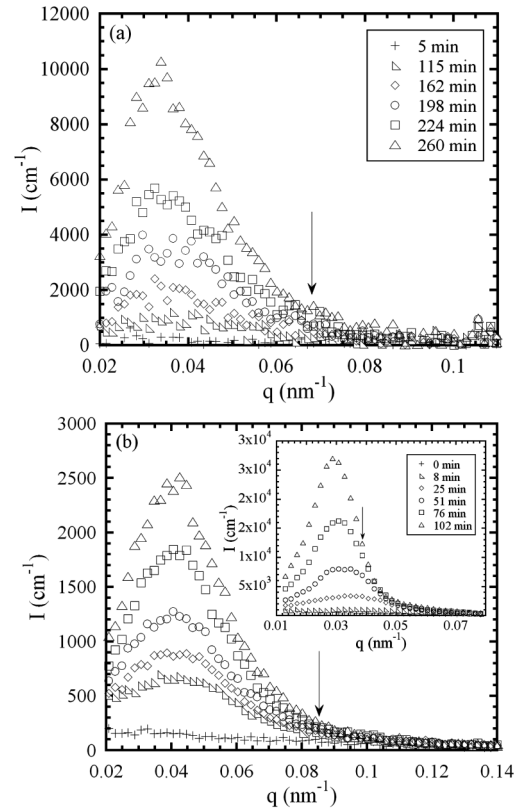 (a)
I (cm⁻¹)
12000
10000
8000
6000
4000
2000
0
5 min
115 min
162 min
198 min
224 min
260 min
0.02 0.04 0.06 0.08 0.1
q (nm⁻¹)
(b)
I (cm⁻¹)
3000
2500
2000
1500
1000
500
0
I (cm⁻¹)
3x10⁴
3x10⁴
2x10⁴
2x10⁴
1x10⁴
5x10³
0 min
8 min
25 min
51 min
76 min
102 min
0.01 0.03 0.05 0.07
q (nm⁻¹)
0.02 0.04 0.06 0.08 0.1 0.12 0.14
q (nm⁻¹)